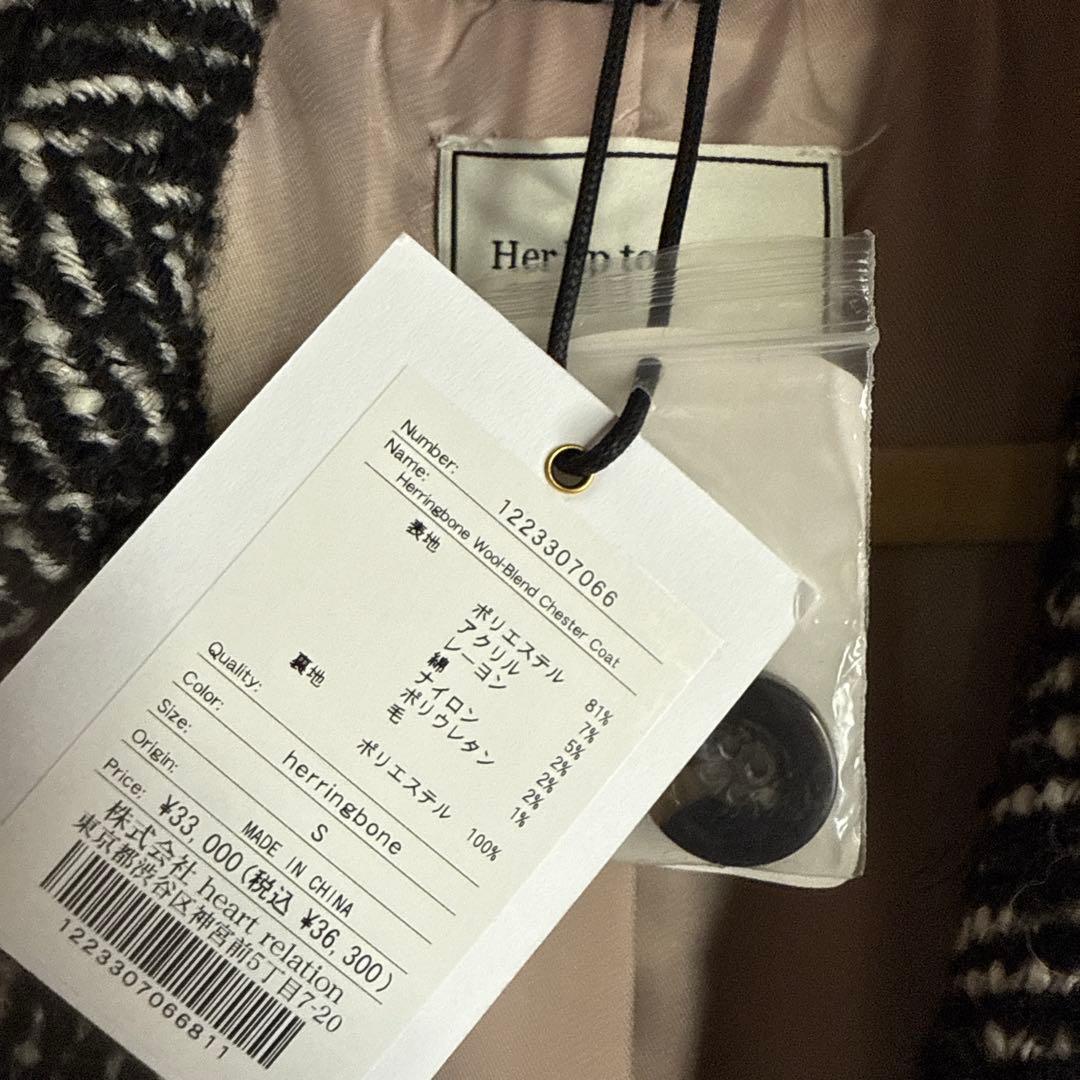 Her
to
Number: 1223307066
Name: Herringbone Wool-Blend Chester Coat
表地
ポリエステル 81%
アクリル 7%
レーヨン 5%
綿 2%
ナイロン 2%
ポリウレタン 2%
毛 1%
裏地
ポリエステル 100%
Quality:
Color: herringbone
Size: S
Origin: MADE IN CHINA
Price: ¥33,000(税込 ¥36,300)
株式会社 heart relation
東京都渋谷区神宮前5丁目7-20
1223307066811